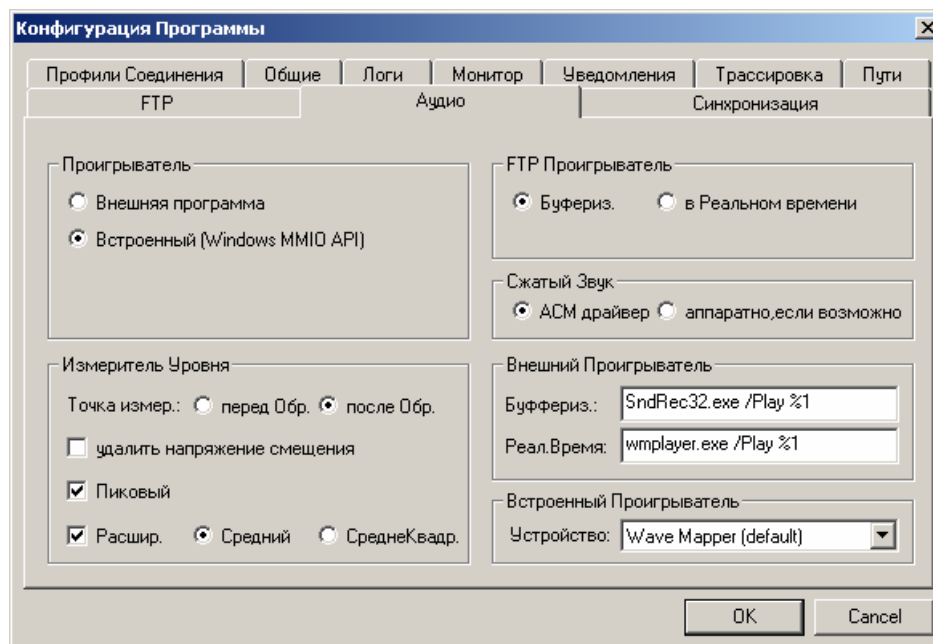 Конфигурация Программы
Профили Соединения Общие Логи Монитор Уведомления Трассировка Пути
FTP Аудио Синхронизация
Проигрыватель
Внешняя программа
Встроенный (Windows MMIO API)
FTP Проигрыватель
Буфериз. в Реальном времени
Сжатый Звук
ACM драйвер аппаратно,если возможно
Измеритель Уровня
Точка измер.: перед Обр. после Обр.
удалить напряжение смещения
Пиковый
Расшир. Средний СреднеКвадр.
Внешний Проигрыватель
Буффериз.: SndRec32.exe /Play %1
Реал.Время: wmplayer.exe /Play %1
Встроенный Проигрыватель
Устройство: Wave Mapper (default)
OK Cancel